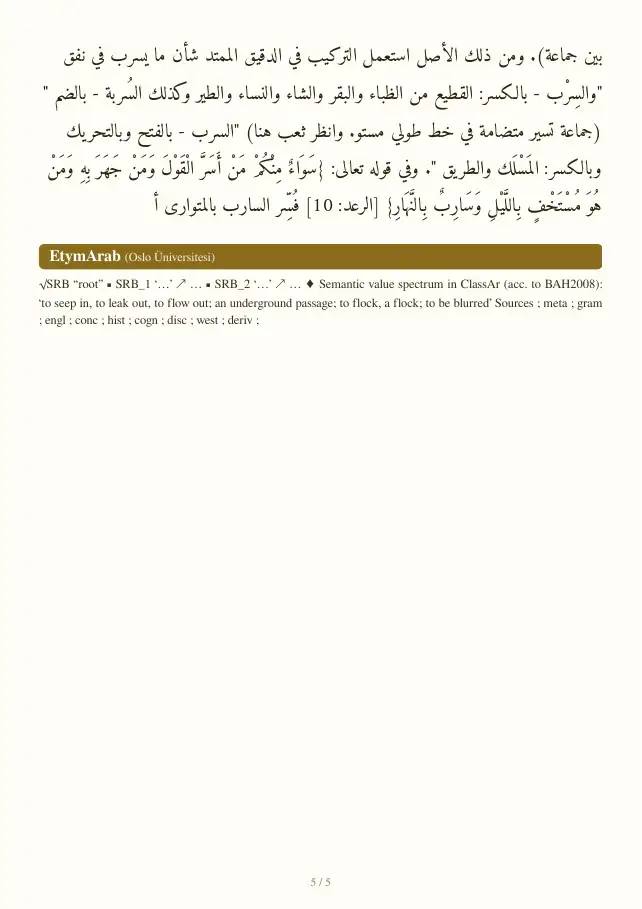 بين جماعة). ومن ذلك الأصل استعمل التركيب في الدقيق الممتد شأن ما يسرب في نفق
"والسِرْب - بالكسر: القطيع من الظباء والبقر والشاء والنساء والطير وكذلك السُربة - بالضم "
(جماعة تسير متضامة في خط طولي مستو. وانظر ثعب هنا) "السرب - بالفتح وبالتحريك
وبالكسر: المَسْلَك والطريق ". وفي قوله تعالى: {سَوَاءٌ مِنْكُمْ مَنْ أَسَرَّ الْقَوْلَ وَمَنْ جَهَرَ بِهِ وَمَنْ
هُوَ مُسْتَخْفٍ بِاللَّيْلِ وَسَارِبٌ بِالنَّهَارِ} [الرعد: 10] فُسِّر السارب بالمتوارى أ
EtymArab (Oslo Üniversitesi)
√SRB “root” ▪ SRB_1 ‘…’ ↗ … ▪ SRB_2 ‘…’ ↗ … ♦ Semantic value spectrum in ClassAr (acc. to BAH2008):
‘to seep in, to leak out, to flow out; an underground passage; to flock, a flock; to be blurred’ Sources ; meta ; gram
; engl ; conc ; hist ; cogn ; disc ; west ; deriv ;
5 / 5